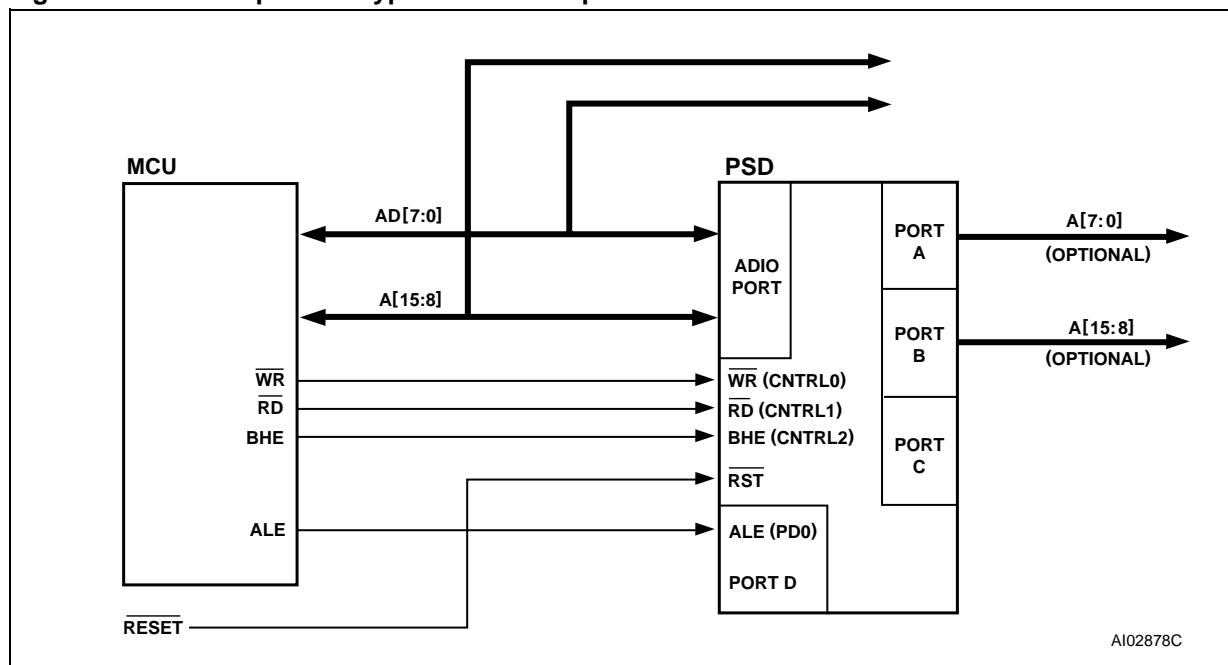 MCU
PSD
AD[7:0]
A[7:0]
(OPTIONAL)
PORT
A
ADIO
PORT
A[15:8]
A[15:8]
(OPTIONAL)
PORT
B
WR
WR (CNTRL0)
RD
RD (CNTRL1)
BHE
BHE (CNTRL2)
PORT
C
RST
ALE
ALE (PD0)
PORT D
RESET
AI02878C